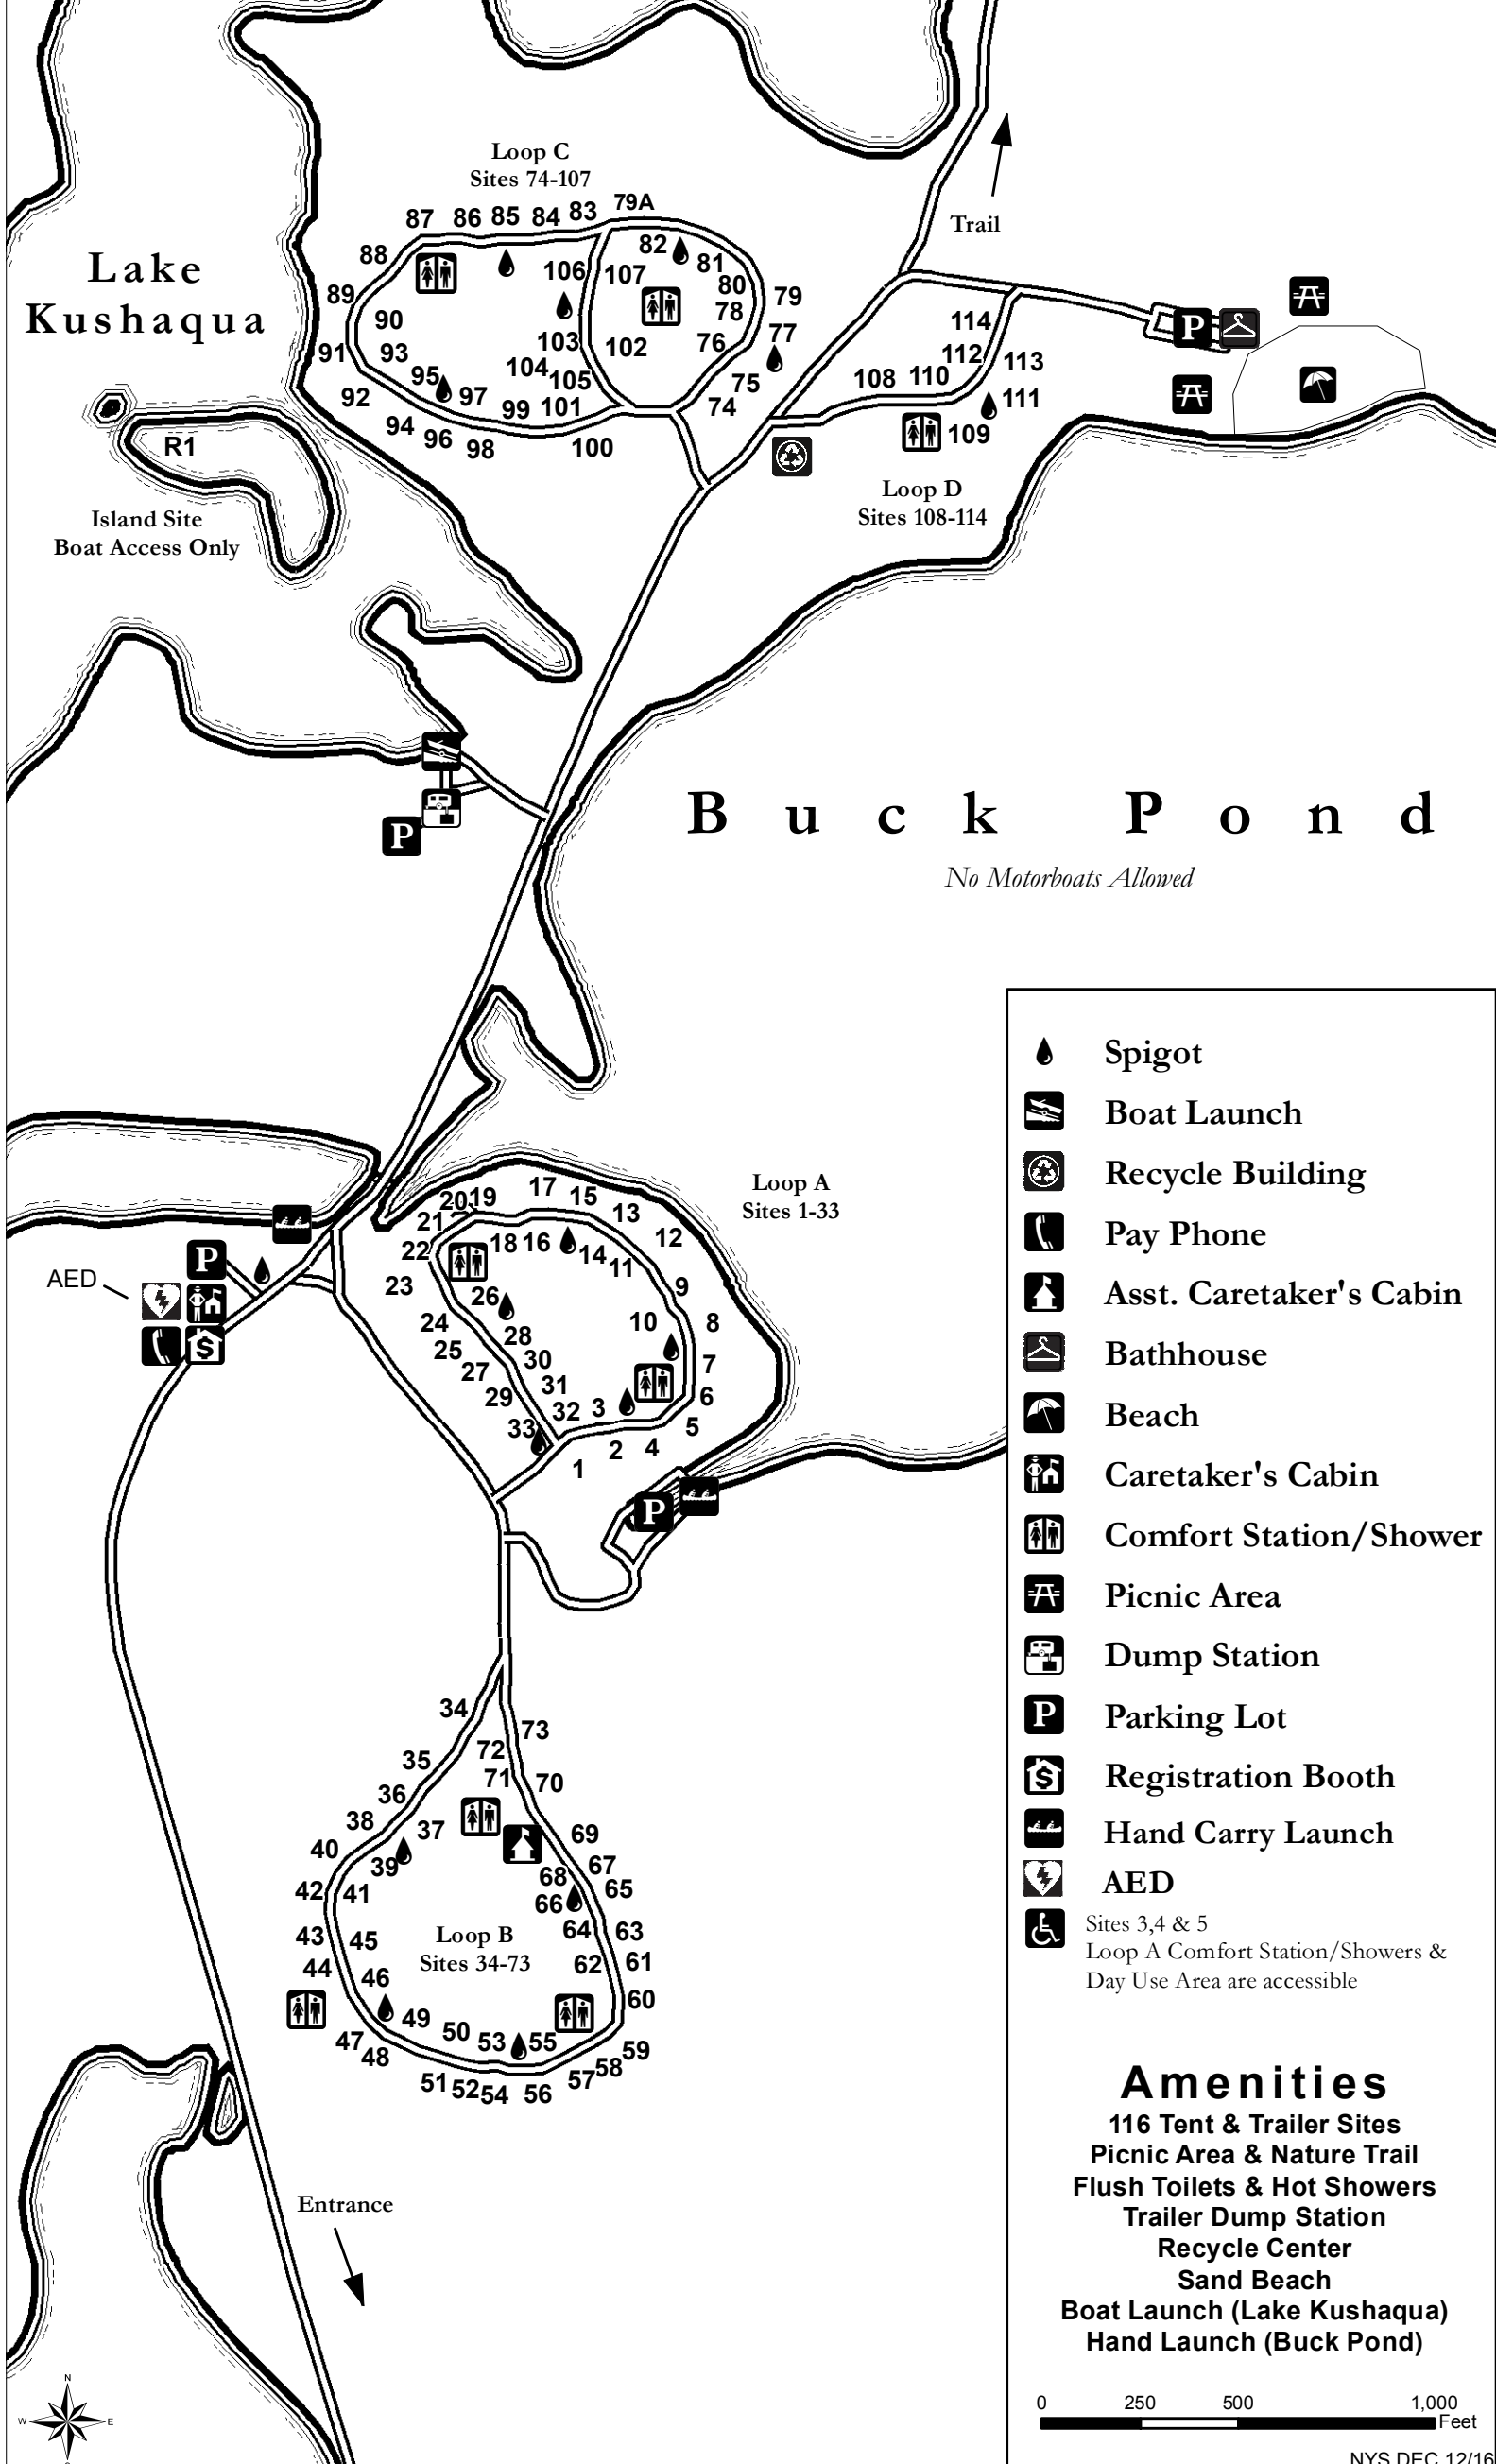 Loop C
Sites 74-107
79A
87
86
85
84
83
88
82
81
106
107
80
89
78
79
90
77
91
93
103
102
76
95
104
105
75
92
97
99
101
74
94
96
98
100
Trail
Lake
Kushaqua
114
112
113
108
110
111
109
P
Loop D
Sites 108-114
R1
Island Site
Boat Access Only
P
Buck Pond
No Motorboats Allowed
Loop A
Sites 1-33
17
15
20
19
13
21
12
22
18
16
14
11
23
9
26
10
8
24
28
25
30
7
27
31
6
29
32
3
33
5
2
4
1
P
AED
P
$
34
73
35
72
36
71
70
38
37
69
40
39
67
68
42
41
65
66
43
45
64
63
44
62
61
46
60
47
49
50
53
55
48
59
58
51
52
54
56
57
Loop B
Sites 34-73
Entrance
N
W
E
Spigot
Boat Launch
Recycle Building
Pay Phone
Asst. Caretaker's Cabin
Bathhouse
Beach
Caretaker's Cabin
Comfort Station/Shower
Picnic Area
Dump Station
P Parking Lot
$ Registration Booth
Hand Carry Launch
AED
Sites 3,4 & 5
Loop A Comfort Station/Showers &
Day Use Area are accessible
Amenities
116 Tent & Trailer Sites
Picnic Area & Nature Trail
Flush Toilets & Hot Showers
Trailer Dump Station
Recycle Center
Sand Beach
Boat Launch (Lake Kushaqua)
Hand Launch (Buck Pond)
0 250 500 1,000
Feet
NYS DEC 12/16